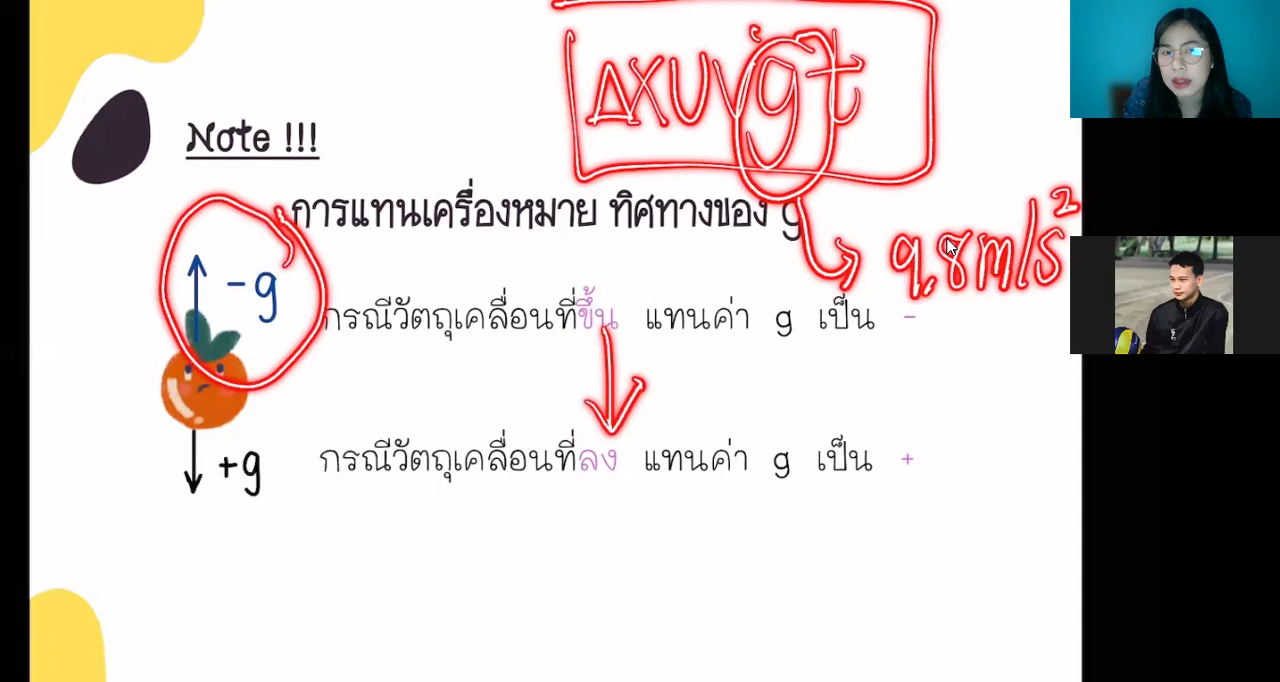 ΔXUVgt
Note !!!
การแทนเครื่องหมาย ทิศทางของ g
9.8 m/s²
-g
กรณีวัตถุเคลื่อนที่ขึ้น แทนค่า g เป็น -
+g
กรณีวัตถุเคลื่อนที่ลง แทนค่า g เป็น +